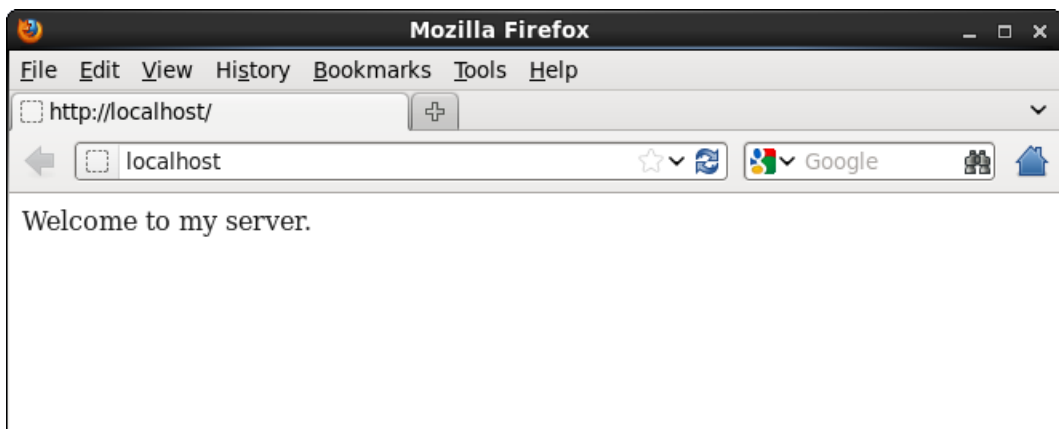 Mozilla Firefox
File Edit View History Bookmarks Tools Help
http://localhost/
localhost Google
Welcome to my server.